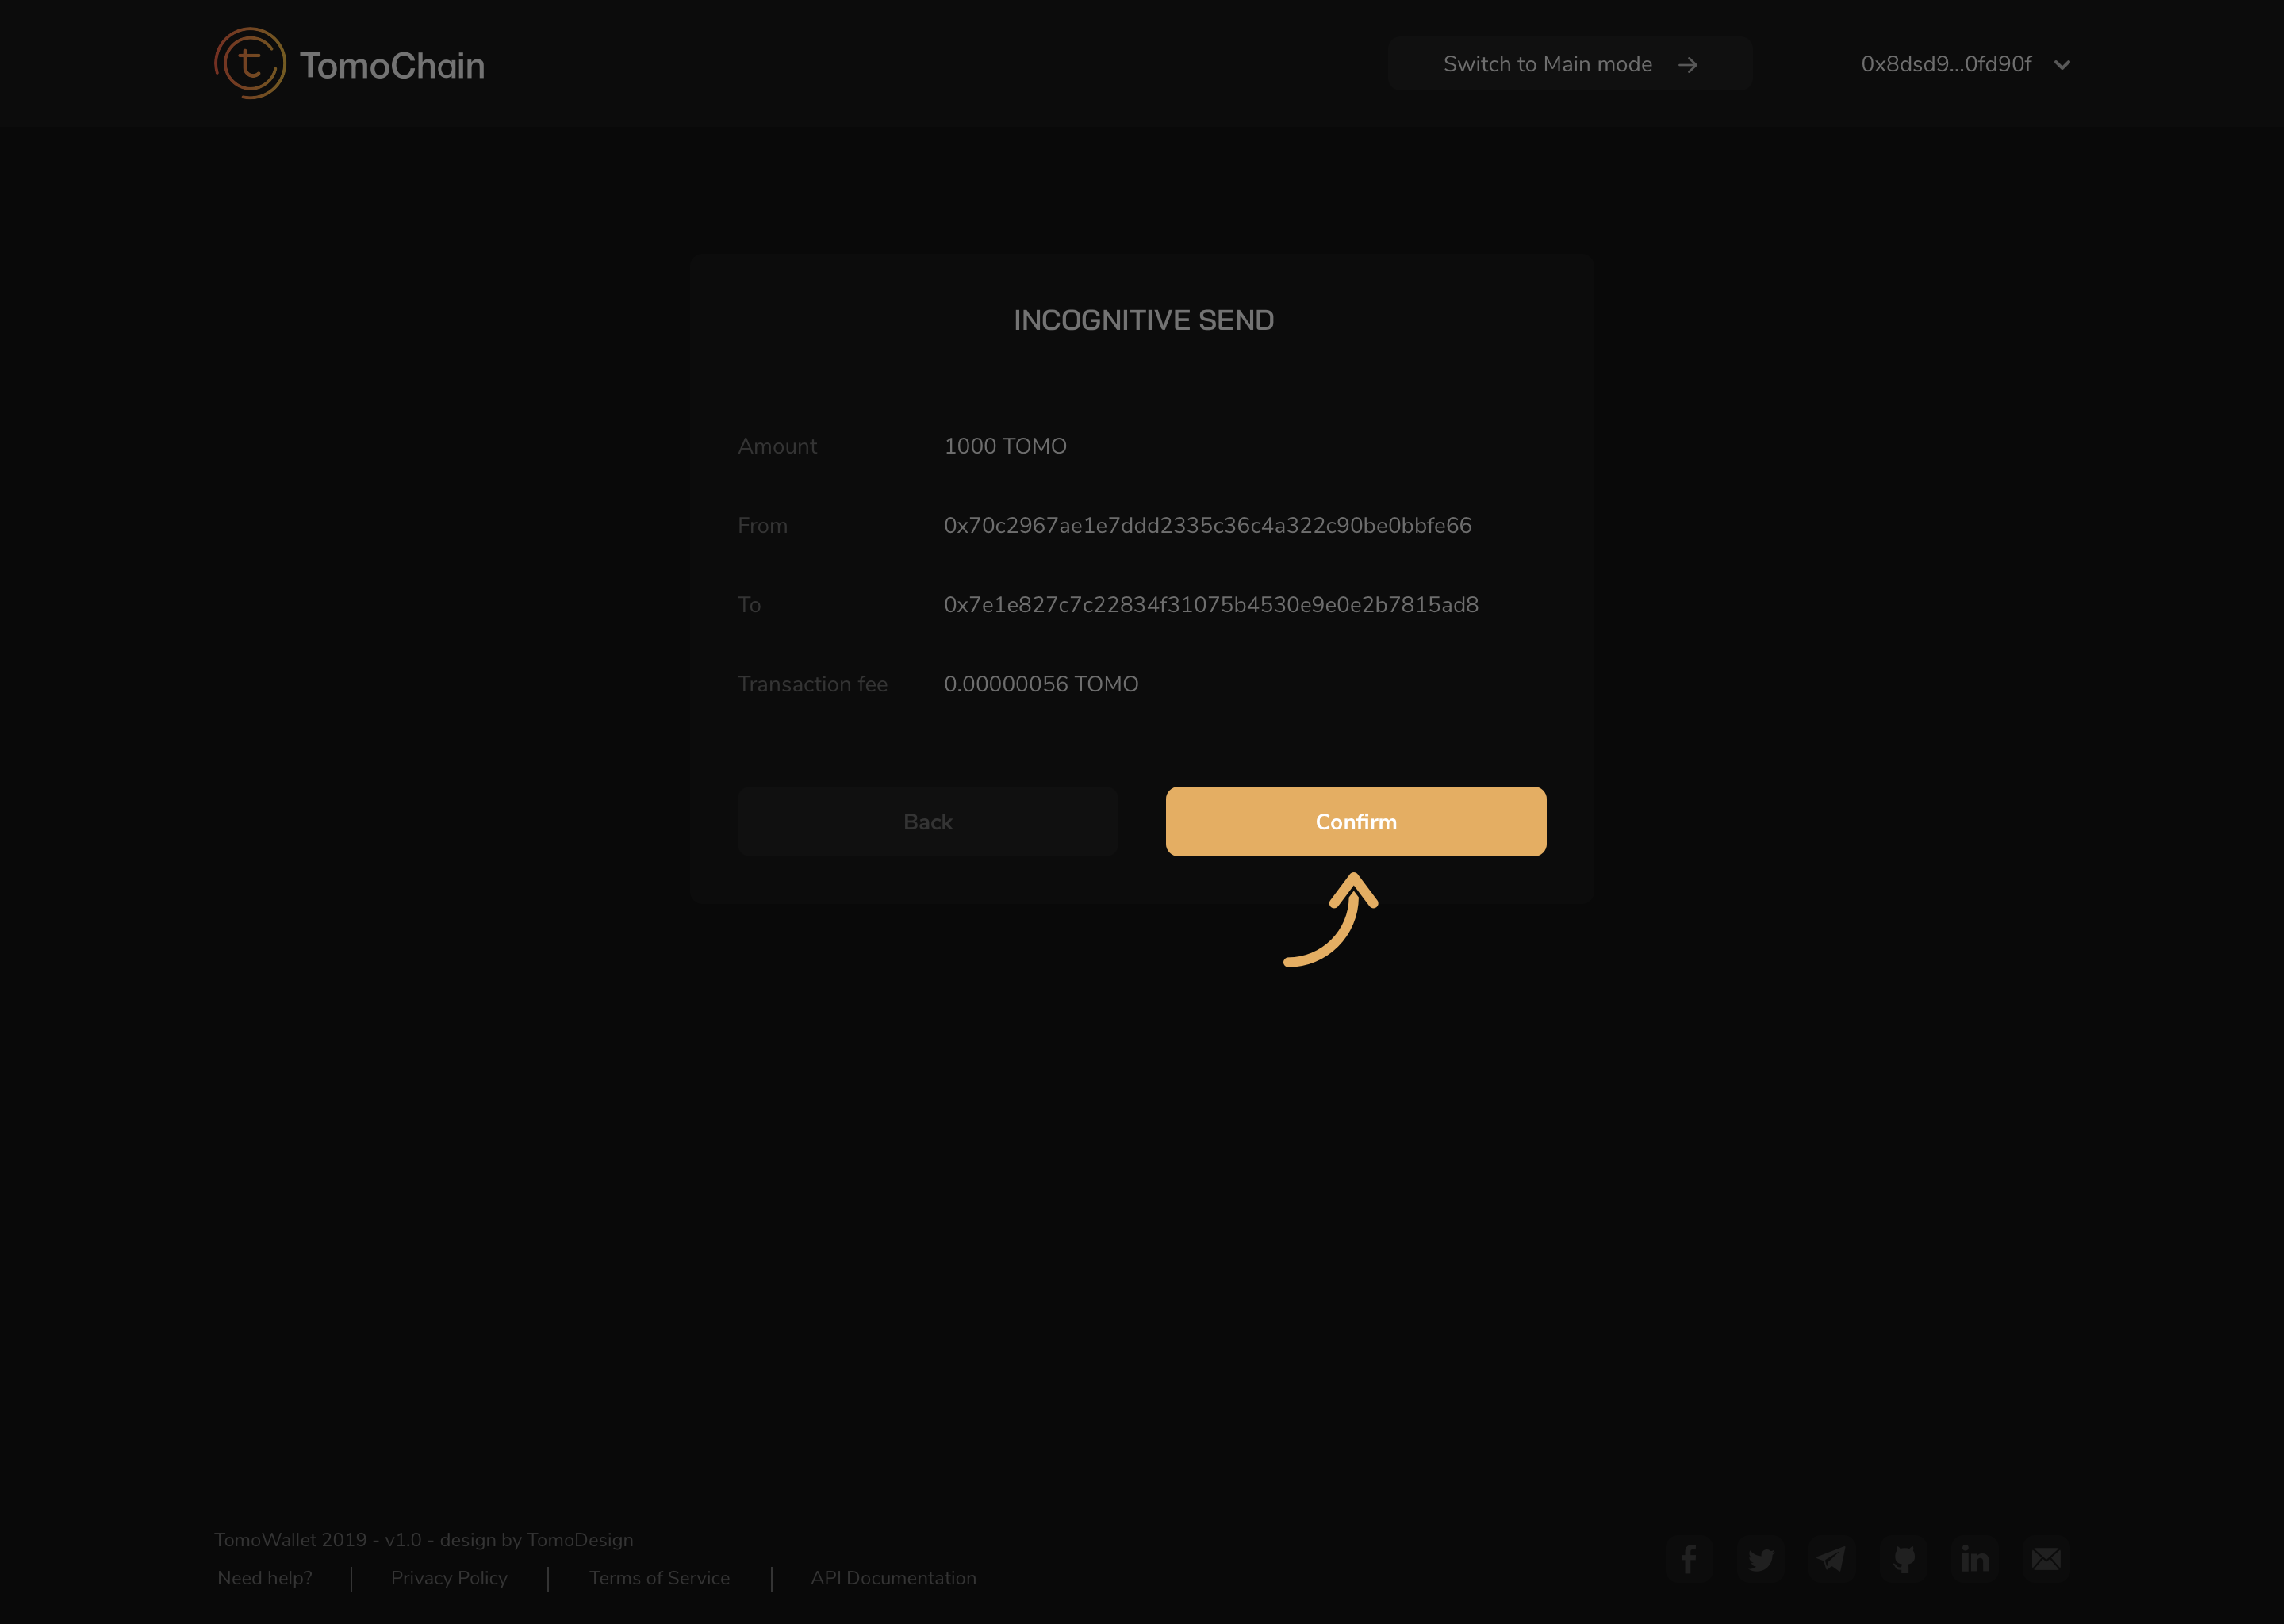 TomoChain
Switch to Main mode
0x8dsd9...0fd90f
INCOGNITIVE SEND
Amount 1000 TOMO
From 0x70c2967ae1e7ddd2335c36c4a322c90be0bbfe66
To 0x7e1e827c7c22834f31075b4530e9e0e2b7815ad8
Transaction fee 0.00000056 TOMO
Back Confirm
TomoWallet 2019 - v1.0 - design by TomoDesign
Need help? | Privacy Policy | Terms of Service | API Documentation